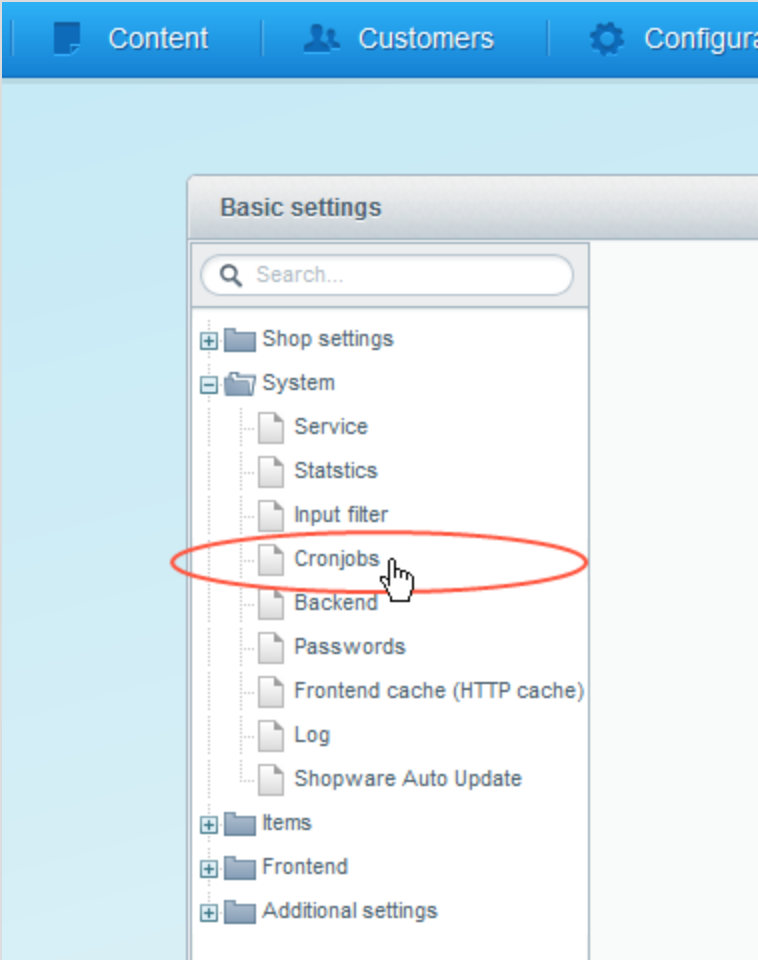 Content Customers Configura
Basic settings
Search...
Shop settings
System
Service
Statstics
Input filter
Cronjobs
Backend
Passwords
Frontend cache (HTTP cache)
Log
Shopware Auto Update
Items
Frontend
Additional settings